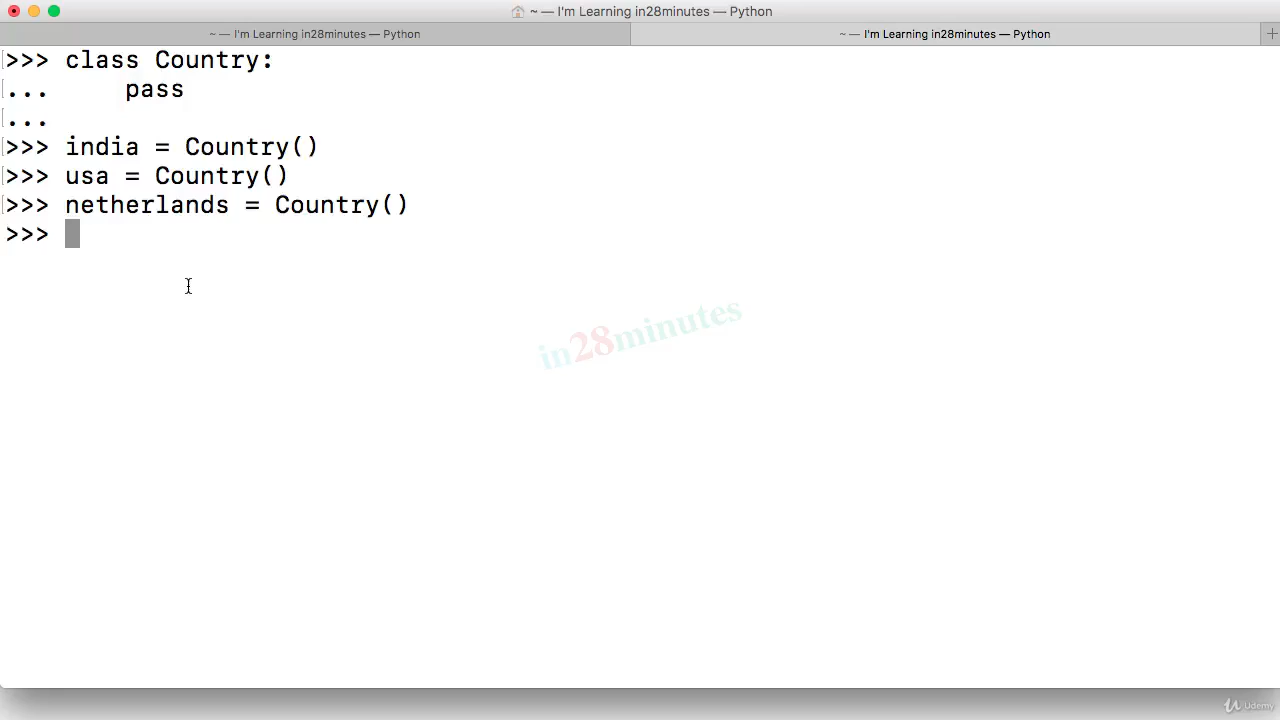 ~ — I'm Learning in28minutes — Python
~ — I'm Learning in28minutes — Python
~ — I'm Learning in28minutes — Python
>>> class Country:
...     pass
...
>>> india = Country()
>>> usa = Country()
>>> netherlands = Country()
>>>
in28minutes
Udemy